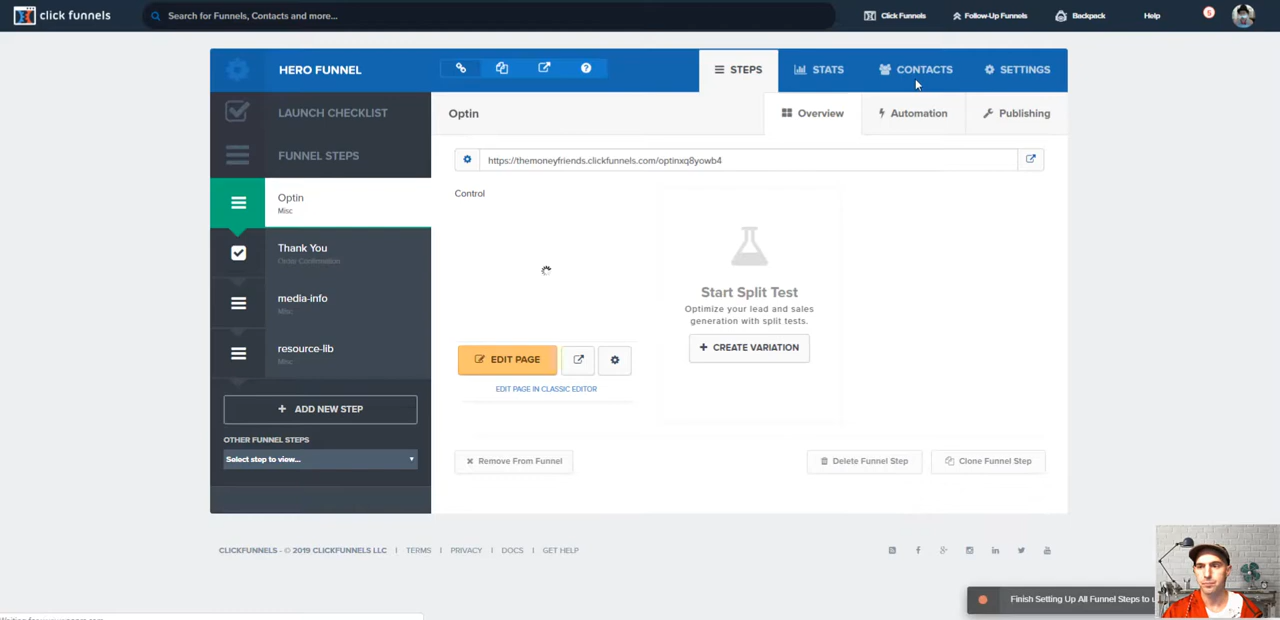 click funnels
Search for Funnels, Contacts and more...
Click Funnels
Follow-Up Funnels
Backpack
Help
6
HERO FUNNEL
STEPS
STATS
CONTACTS
SETTINGS
LAUNCH CHECKLIST
FUNNEL STEPS
Optin
Misc
Thank You
Order Confirmation
media-info
Misc
resource-lib
Misc
+ ADD NEW STEP
OTHER FUNNEL STEPS
Select step to view...
Optin
Overview
Automation
Publishing
https://themoneyfriends.clickfunnels.com/optinxq8yowb4
Control
EDIT PAGE
EDIT PAGE IN CLASSIC EDITOR
Start Split Test
Optimize your lead and sales
generation with split tests.
+ CREATE VARIATION
Remove From Funnel
Delete Funnel Step
Clone Funnel Step
CLICKFUNNELS - © 2019 CLICKFUNNELS LLC | TERMS | PRIVACY | DOCS | GET HELP
Finish Setting Up All Funnel Steps to